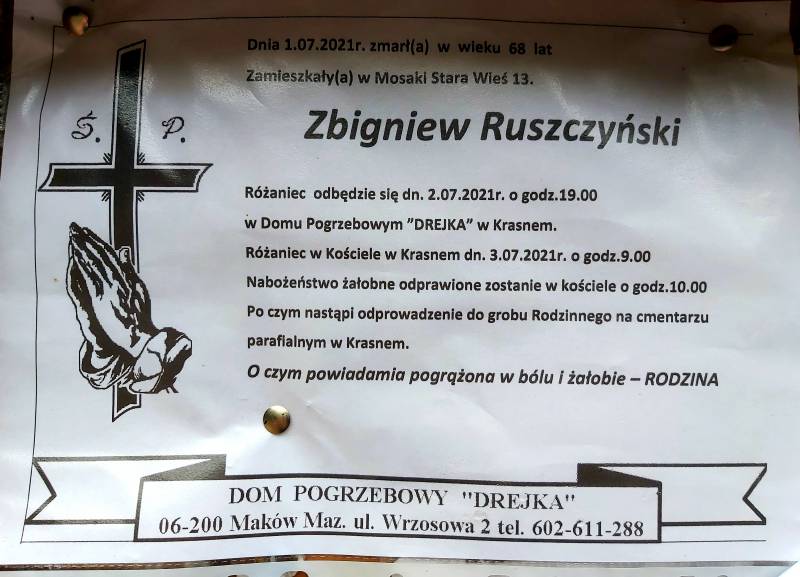 Dnia 1.07.2021r. zmarł(a) w wieku 68 lat
Zamieszkały(a) w Mosaki Stara Wieś 13.
Ś. P.
Zbigniew Ruszczyński
Różaniec odbędzie się dn. 2.07.2021r. o godz.19.00
w Domu Pogrzebowym ”DREJKA” w Krasnem.
Różaniec w Kościele w Krasnem dn. 3.07.2021r. o godz.9.00
Nabożeństwo żałobne odprawione zostanie w kościele o godz.10.00
Po czym nastąpi odprowadzenie do grobu Rodzinnego na cmentarzu
parafialnym w Krasnem.
O czym powiadamia pogrążona w bólu i żałobie – RODZINA
DOM POGRZEBOWY "DREJKA"
06-200 Maków Maz. ul. Wrzosowa 2 tel. 602-611-288